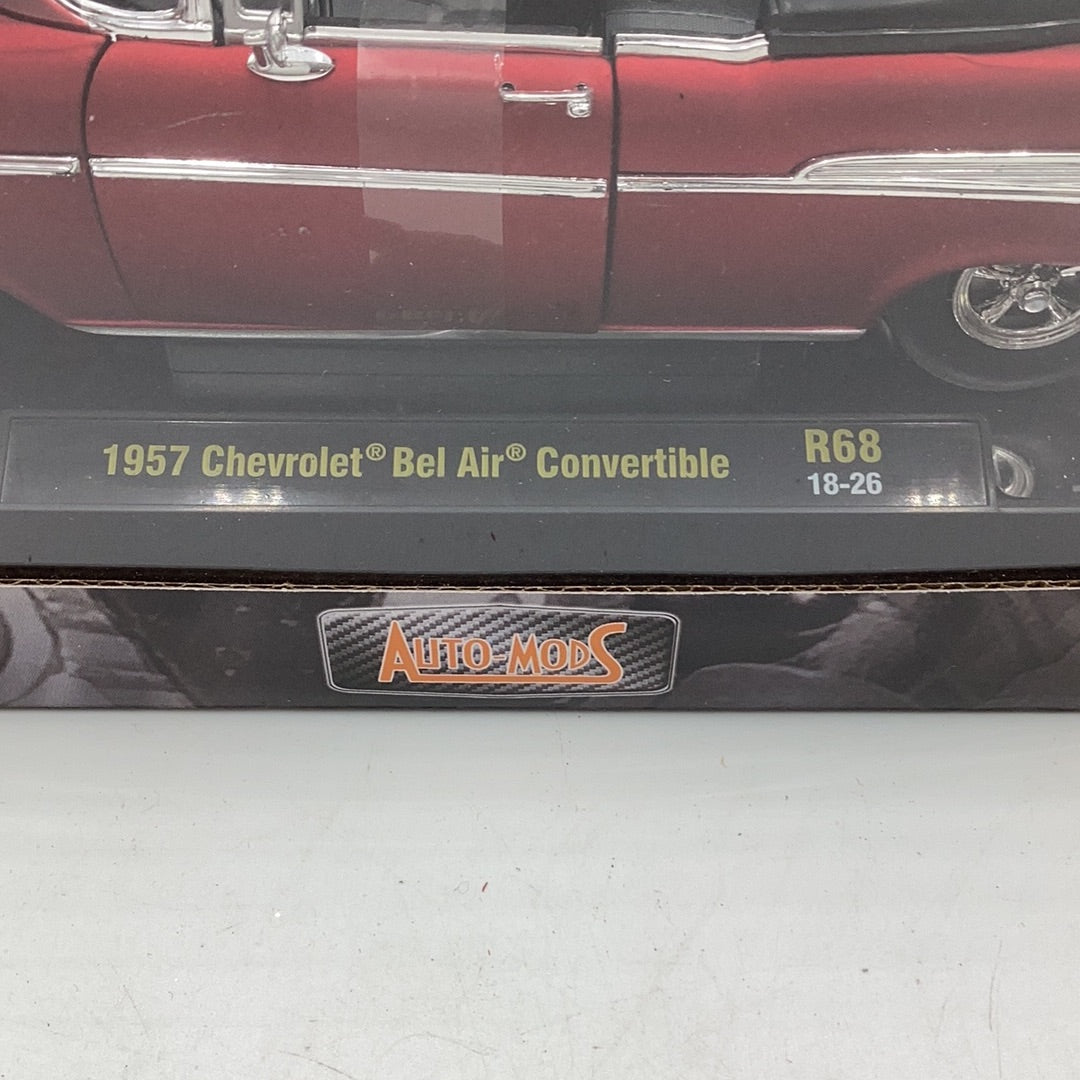 1957 Chevrolet® Bel Air® Convertible
R68
18-26
AUTO-MODS